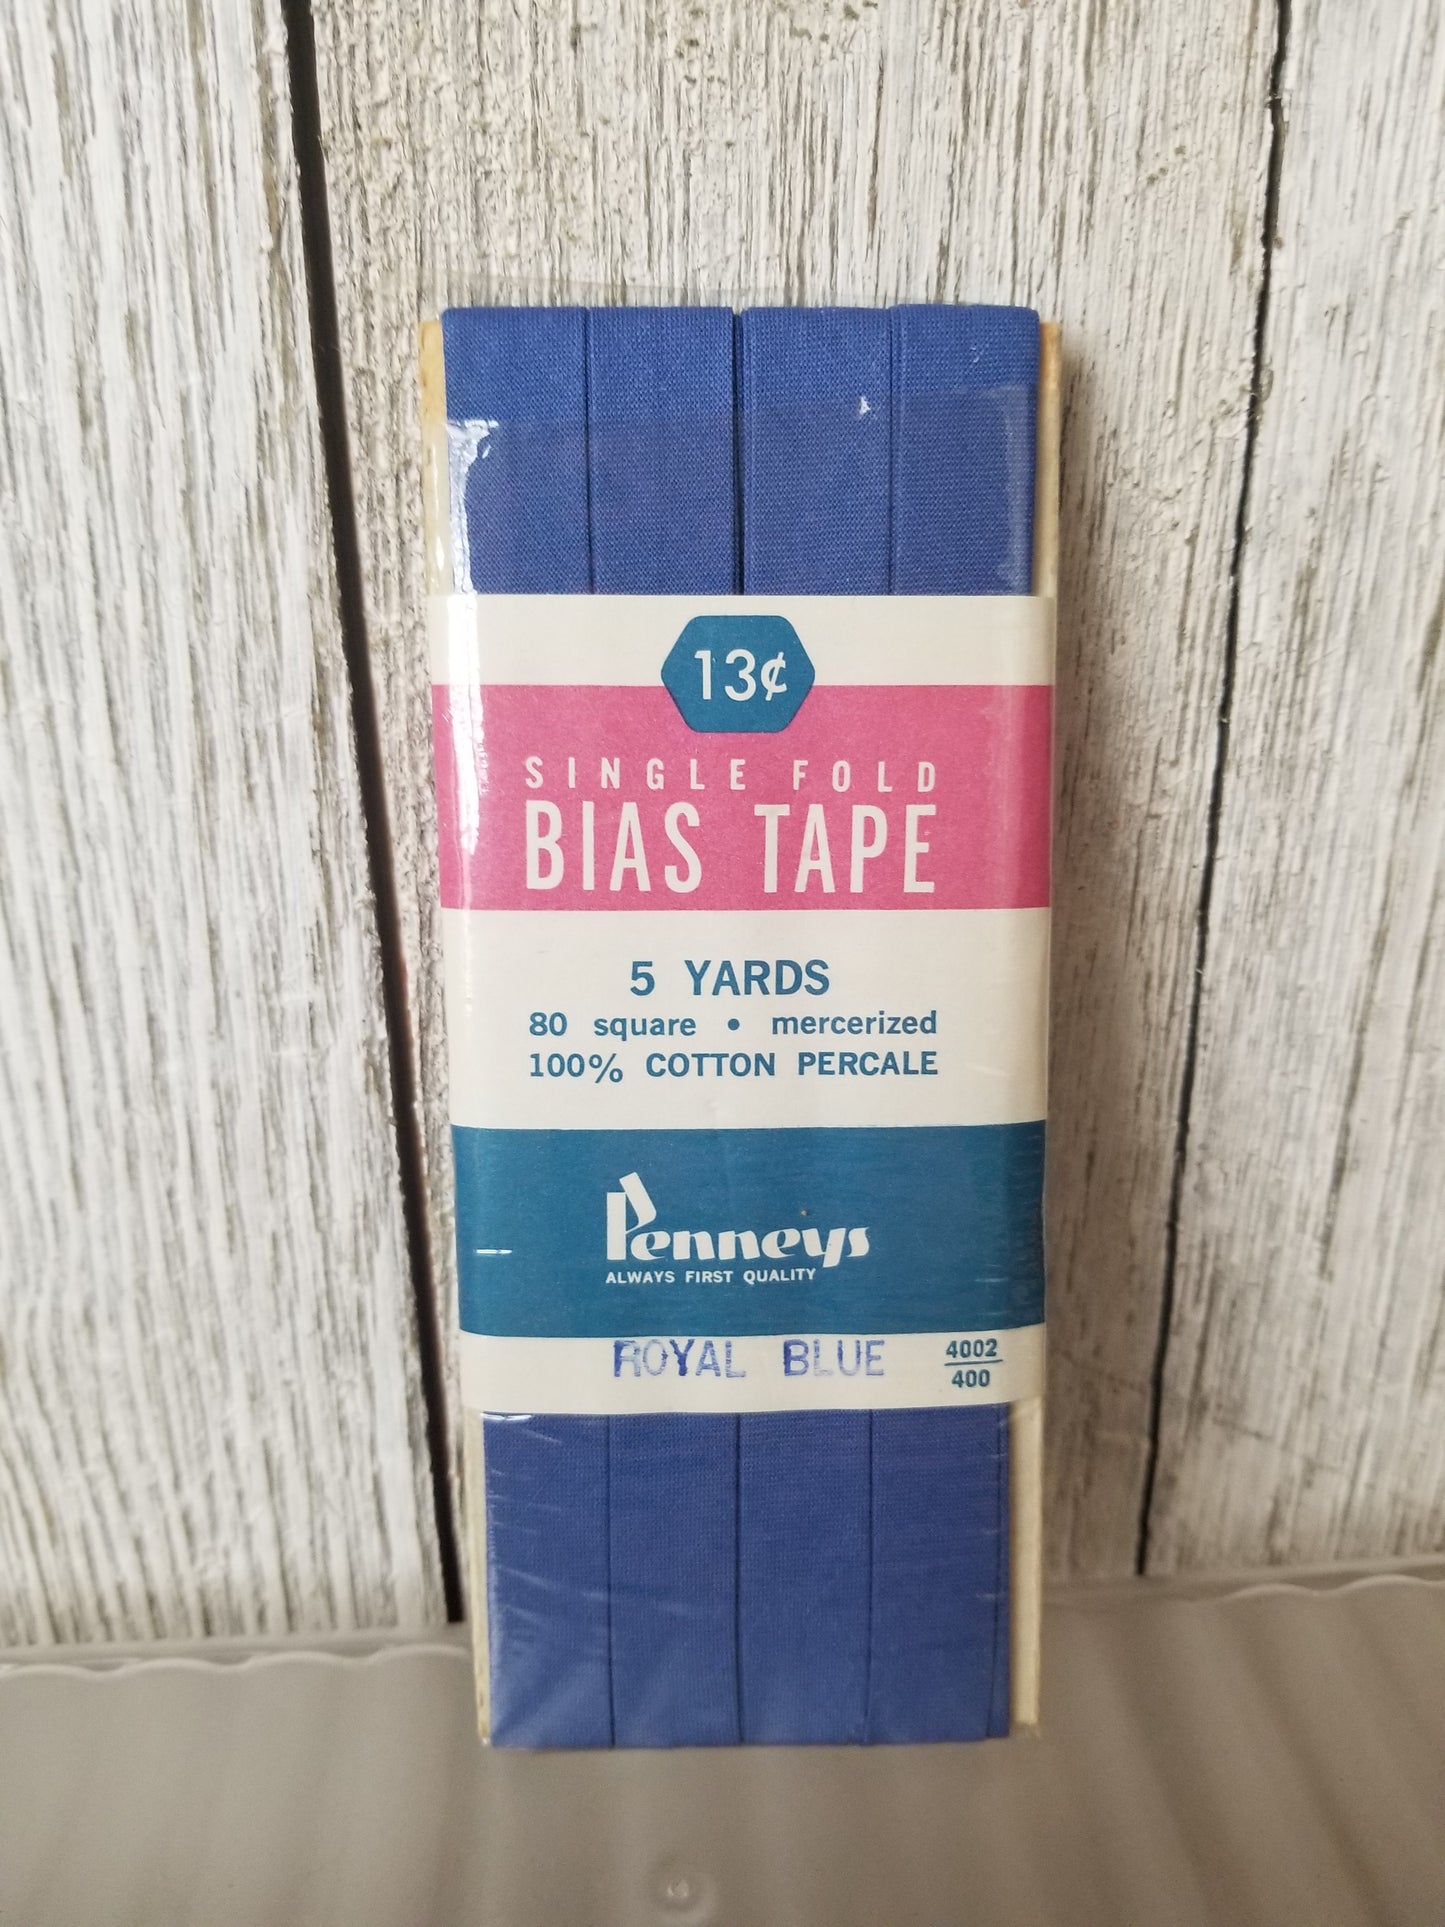 13¢
SINGLE FOLD
BIAS TAPE
5 YARDS
80 square • mercerized
100% COTTON PERCALE
Penneys
ALWAYS FIRST QUALITY
ROYAL BLUE
4002
400